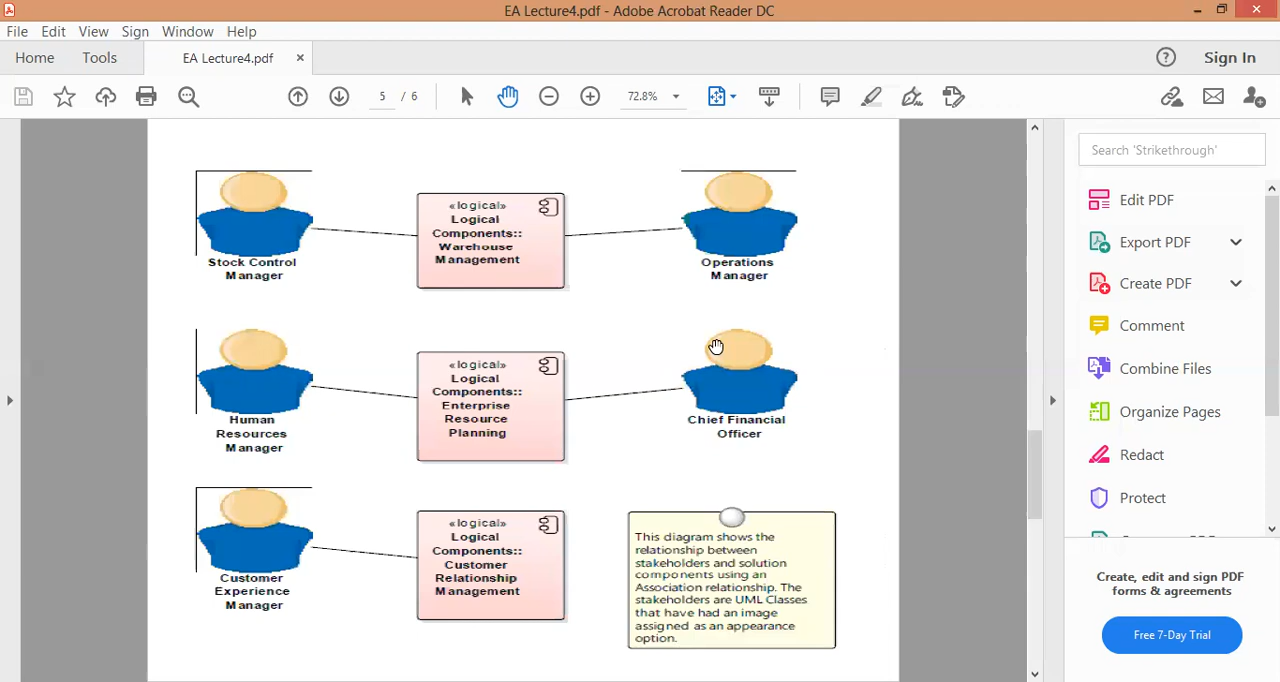 EA Lecture4.pdf - Adobe Acrobat Reader DC
File Edit View Sign Window Help
Home Tools EA Lecture4.pdf × Sign In
5 / 6 72.8%
Search 'Strikethrough'
Edit PDF
Export PDF
Create PDF
Comment
Combine Files
Organize Pages
Redact
Protect
Create, edit and sign PDF
forms & agreements
Free 7-Day Trial
Stock Control
Manager
«logical»
Logical
Components::
Warehouse
Management
Operations
Manager
Human
Resources
Manager
«logical»
Logical
Components::
Enterprise
Resource
Planning
Chief Financial
Officer
Customer
Experience
Manager
«logical»
Logical
Components::
Customer
Relationship
Management
This diagram shows the
relationship between
stakeholders and solution
components using an
Association relationship. The
stakeholders are UML Classes
that have had an image
assigned as an appearance
option.